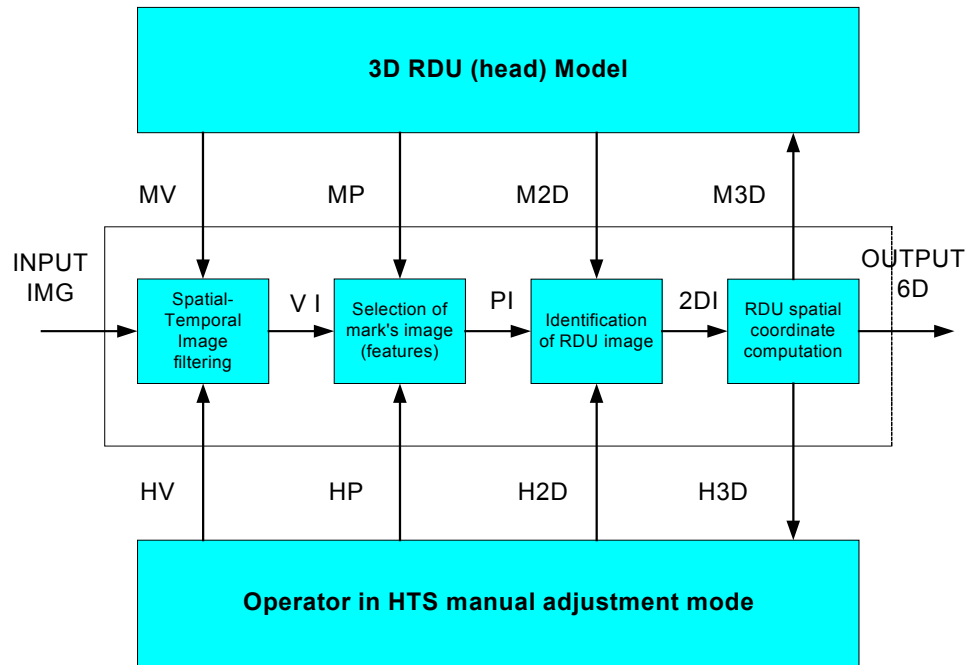 3D RDU (head) Model
MV
MP
M2D
M3D
INPUT
IMG
OUTPUT
6D
Spatial-
Temporal
Image
filtering
V I
Selection of
mark's image
(features)
PI
Identification
of RDU image
2DI
RDU spatial
coordinate
computation
HV
HP
H2D
H3D
Operator in HTS manual adjustment mode